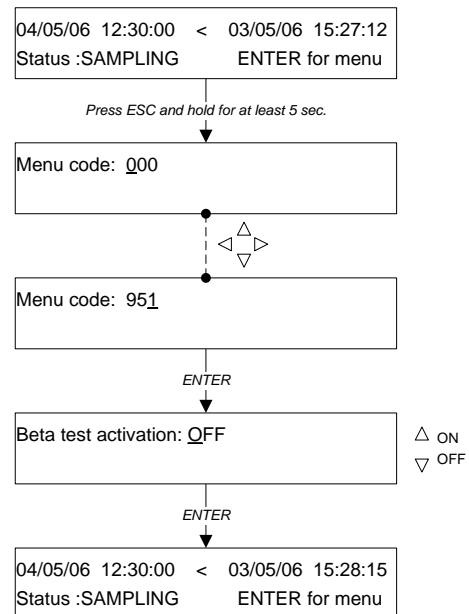 04/05/06 12:30:00 < 03/05/06 15:27:12
Status :SAMPLING ENTER for menu
Press ESC and hold for at least 5 sec.
Menu code: 000
Menu code: 951
ENTER
Beta test activation: OFF
ON
OFF
ENTER
04/05/06 12:30:00 < 03/05/06 15:28:15
Status :SAMPLING ENTER for menu